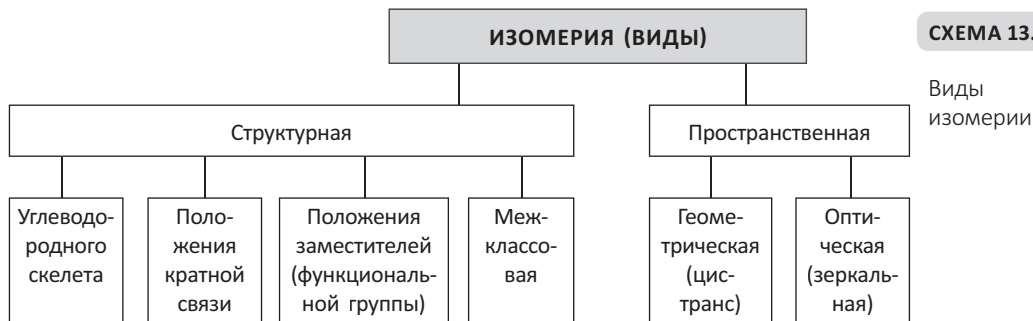 ИЗОМЕРИЯ (ВИДЫ)
СХЕМА 13.
Виды
изомерии
Структурная
Пространственная
Углеводо-
родного
скелета
Поло-
жения
кратной
связи
Положения
заместителей
(функциональ-
ной группы)
Меж-
классо-
вая
Геоме-
трическая
(цис-
транс)
Опти-
ческая
(зеркаль-
ная)